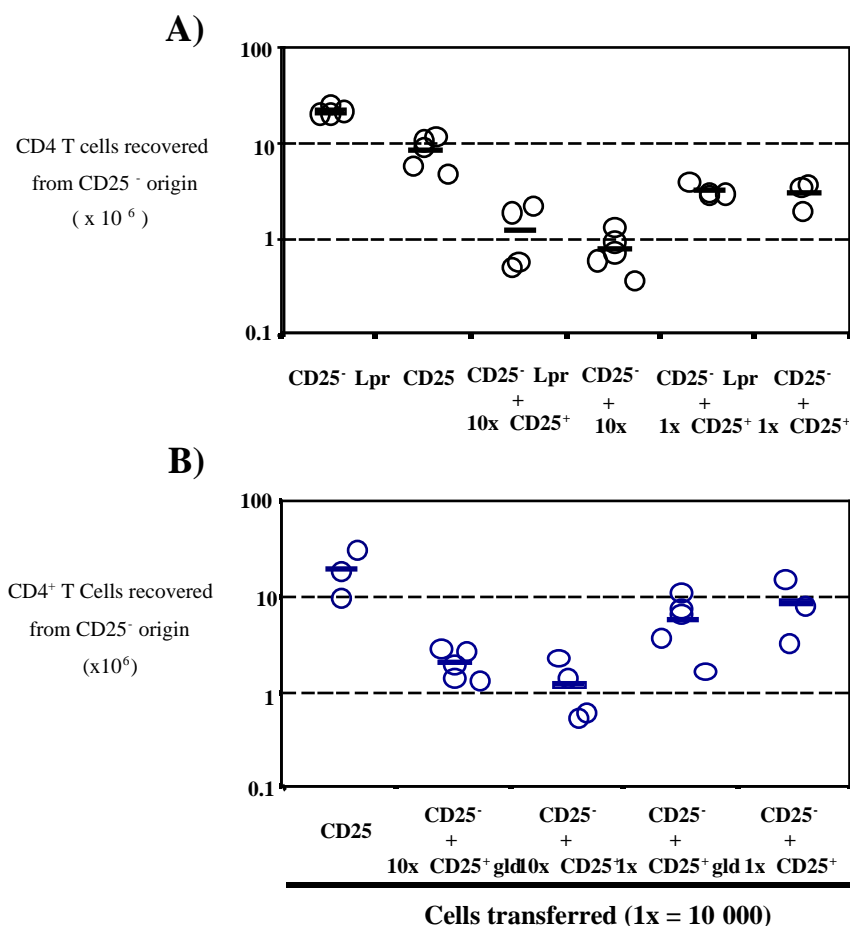 A)
100
10
1
0.1
CD4 T cells recovered
from CD25 - origin
( x 10 6 )
CD25- Lpr CD25 CD25- Lpr CD25- CD25- Lpr CD25-
+ + + +
10x CD25+ 10x 1x CD25+ 1x CD25+
B)
100
10
1
0.1
CD4+ T Cells recovered
from CD25- origin
(x106)
CD25 CD25- CD25- CD25- CD25-
+ + + +
10x CD25+ gld 10x CD25+ 1x CD25+ gld 1x CD25+
Cells transferred (1x = 10 000)